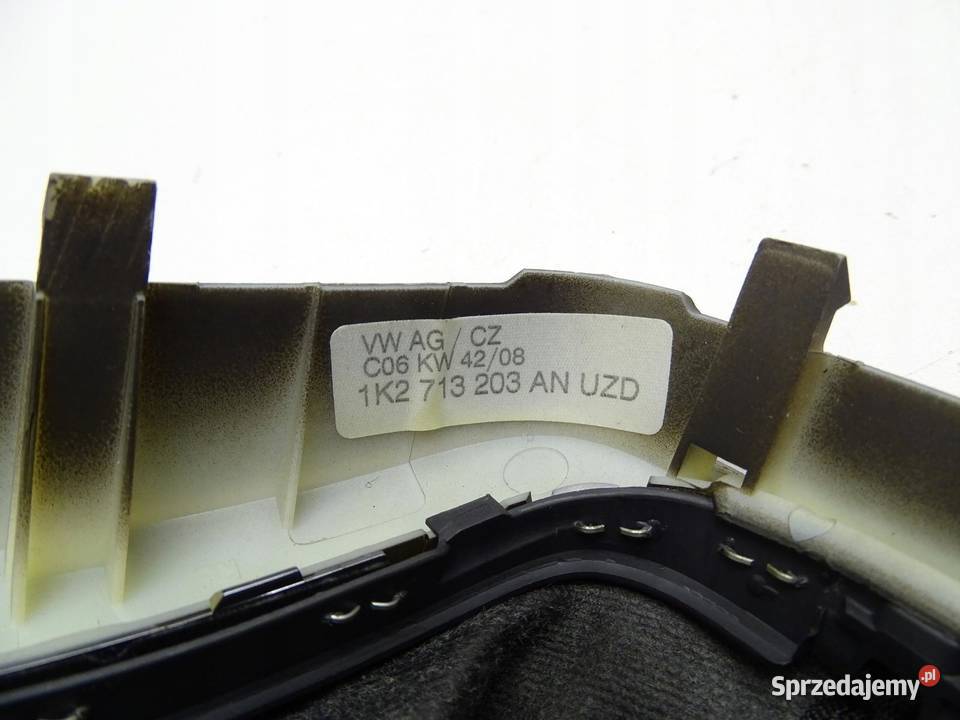 VW AG / CZ
C06 KW 42/08
1K2 713 203 AN UZD
Sprzedajemy.pl